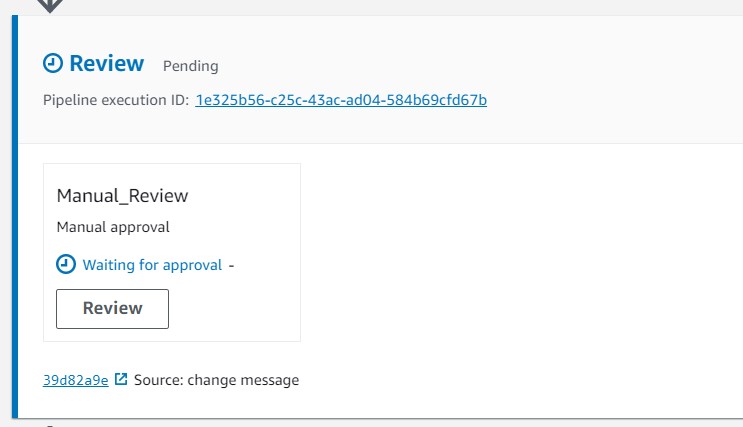 Review Pending
Pipeline execution ID: 1e325b56-c25c-43ac-ad04-584b69cfd67b
Manual_Review
Manual approval
Waiting for approval -
Review
39d82a9e Source: change message